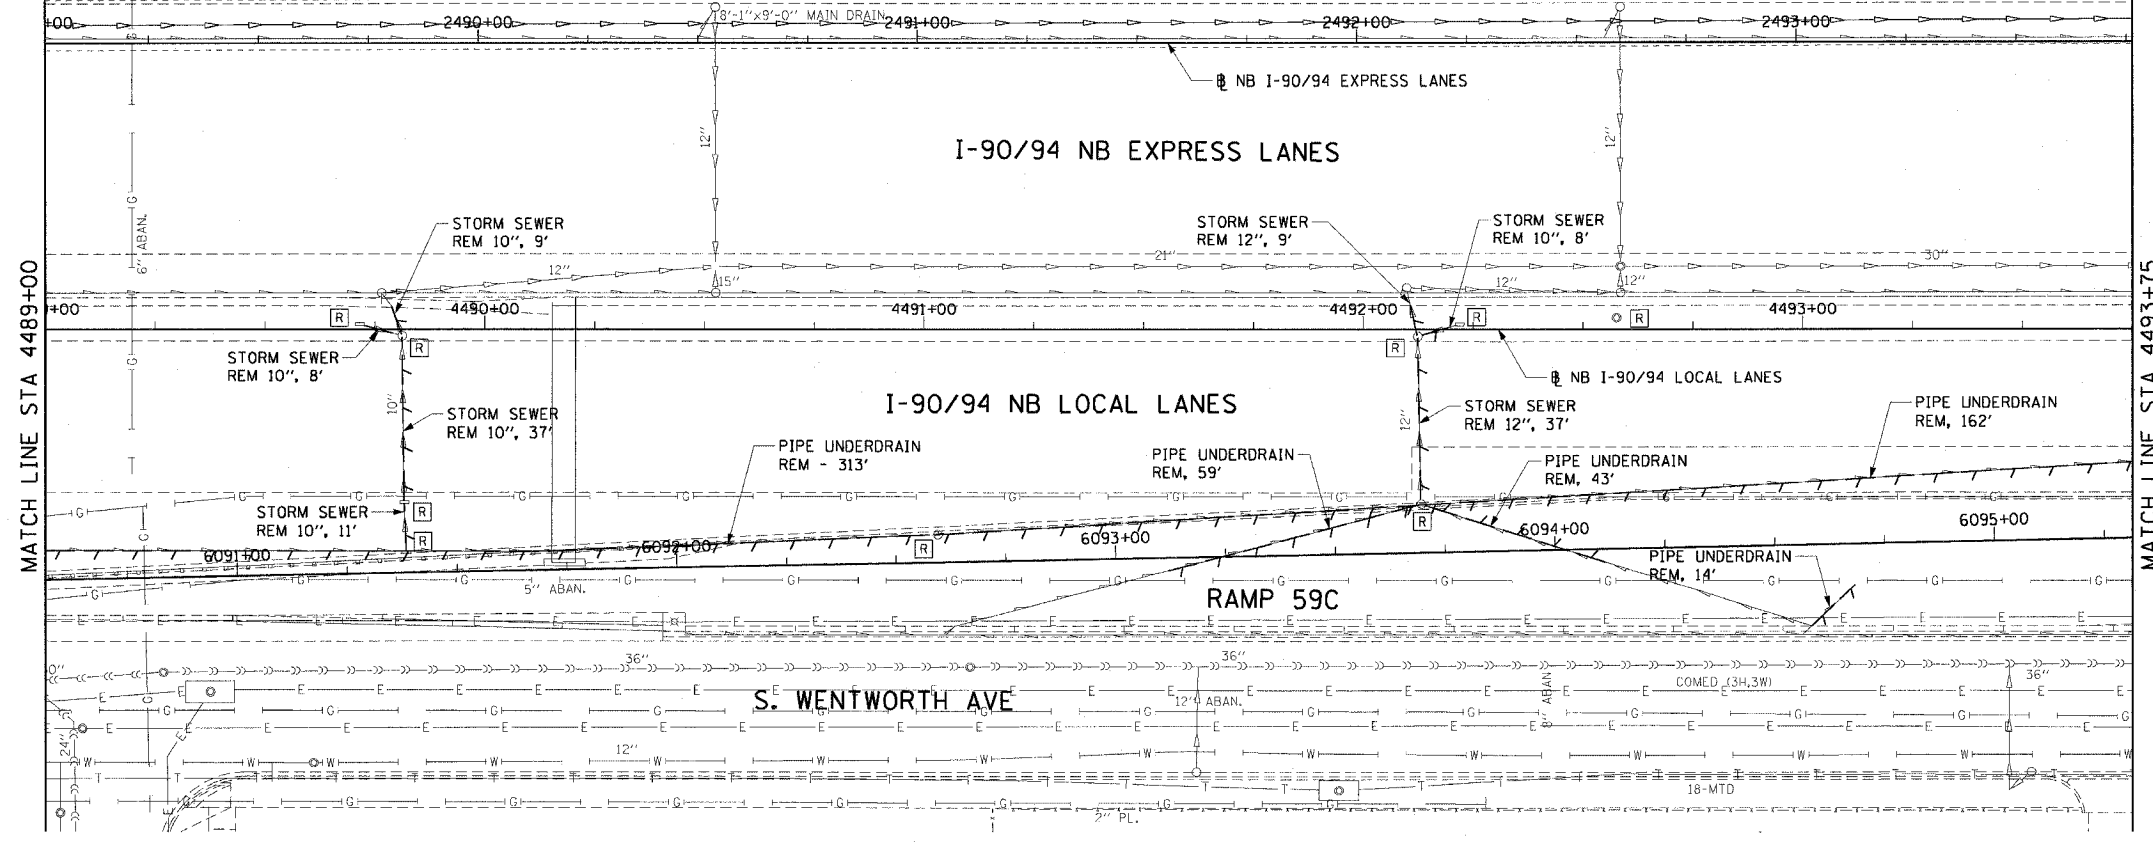 +00
2490+00
8'-1"x9'-0" MAIN DRAIN
2491+00
2492+00
2493+00
℄ NB I-90/94 EXPRESS LANES
12"
12"
I-90/94 NB EXPRESS LANES
G
6" ABAN.
STORM SEWER
REM 10", 9'
STORM SEWER
REM 12", 9'
STORM SEWER
REM 10", 8'
12"
15"
21"
12"
12"
30"
MATCH LINE STA 4489+00
MATCH LINE STA 4493+75
+00
R
4490+00
4491+00
4492+00
R
R
4493+00
STORM SEWER
REM 10", 8'
R
R
℄ NB I-90/94 LOCAL LANES
10"
STORM SEWER
REM 10", 37'
I-90/94 NB LOCAL LANES
12"
STORM SEWER
REM 12", 37'
PIPE UNDERDRAIN
REM, 162'
PIPE UNDERDRAIN
REM - 313'
PIPE UNDERDRAIN
REM, 59'
PIPE UNDERDRAIN
REM, 43'
G G G G G G G G
STORM SEWER
REM 10", 11'
R
R
R
R
6091+00
6092+00
6093+00
6094+00
6095+00
PIPE UNDERDRAIN
REM, 14'
5" ABAN.
RAMP 59C
E E E E E E
36"
36"
36"
COMED (3H,3W)
S. WENTWORTH AVE
12" ABAN.
8" ABAN.
24"
12"
W W W W W W
T T T T T
18-MTD
2" PL.